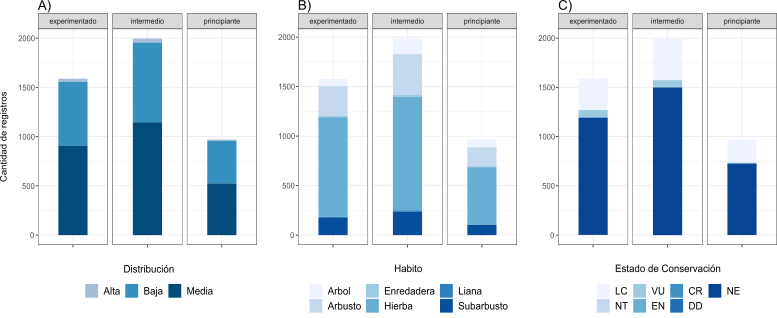 A)
experimentado intermedio principiante
Cantidad de registros
2000
1500
1000
500
0
Distribución
Alta Baja Media
B)
experimentado intermedio principiante
2000
1500
1000
500
0
Habito
Arbol Enredadera Liana
Arbusto Hierba Subarbusto
C)
experimentado intermedio principiante
2000
1500
1000
500
0
Estado de Conservación
LC VU CR NE
NT EN DD